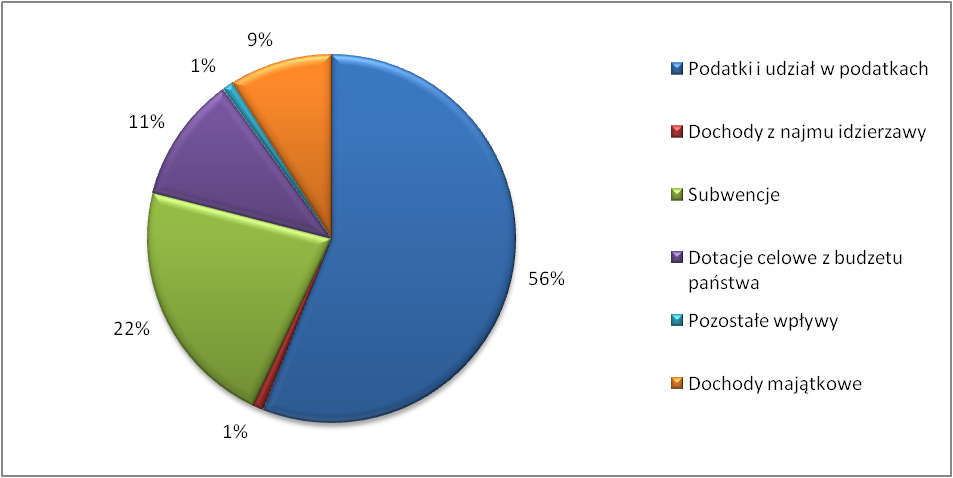 9%
1%
11%
22%
1%
56%
Podatki i udział w podatkach
Dochody z najmu idzierzawy
Subwencje
Dotacje celowe z budzetu
państwa
Pozostałe wpływy
Dochody majątkowe